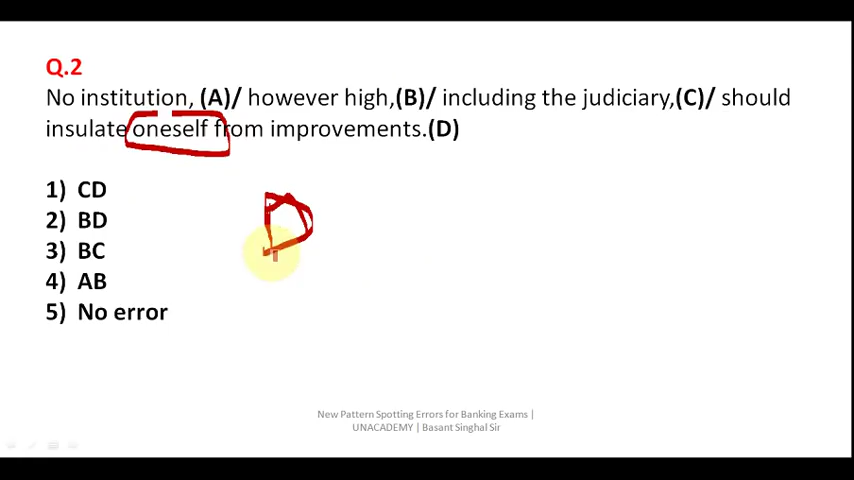 Q.2
No institution, (A)/ however high,(B)/ including the judiciary,(C)/ should
insulate oneself from improvements.(D)
1) CD
2) BD
3) BC
4) AB
5) No error
D
New Pattern Spotting Errors for Banking Exams |
UNACADEMY | Basant Singhal Sir